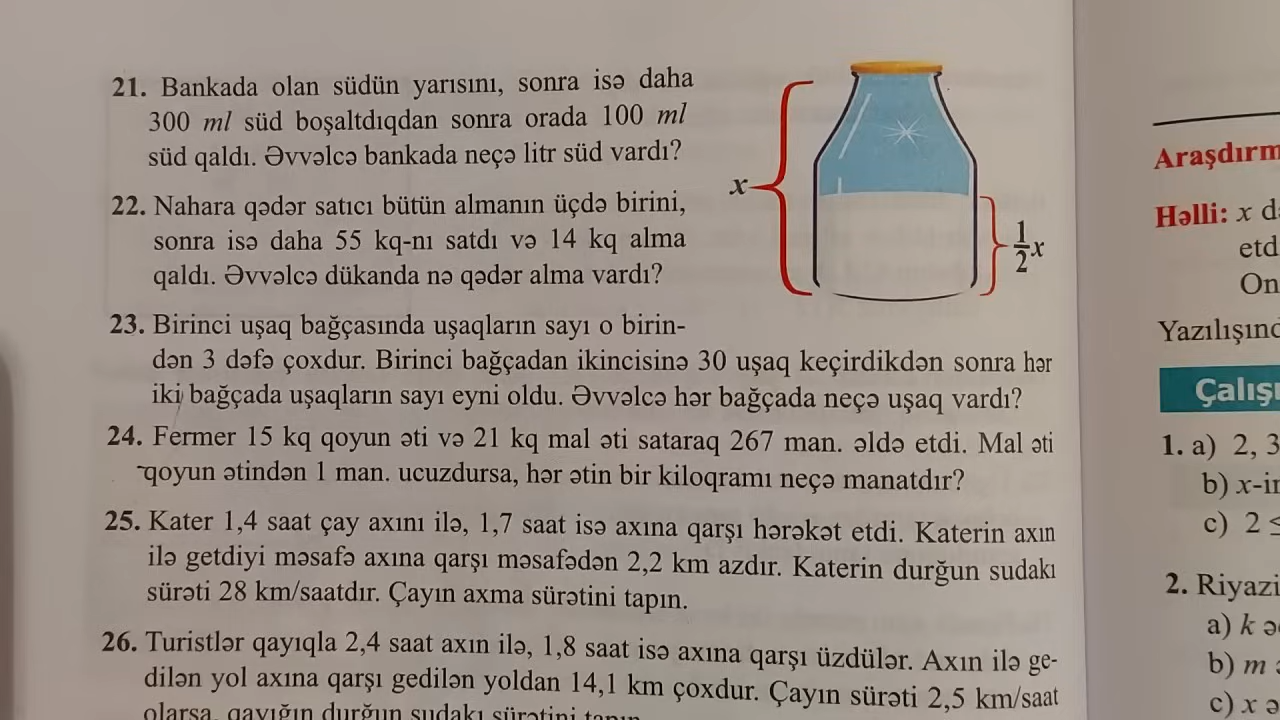 21. Bankada olan südün yarısını, sonra isə daha
300 ml süd boşaltdıqdan sonra orada 100 ml
süd qaldı. Əvvəlcə bankada neçə litr süd vardı?
22. Nahara qədər satıcı bütün almanın üçdə birini,
sonra isə daha 55 kq-nı satdı və 14 kq alma
qaldı. Əvvəlcə dükanda nə qədər alma vardı?
x
1/2 x
23. Birinci uşaq bağçasında uşaqların sayı o birin-
dən 3 dəfə çoxdur. Birinci bağçadan ikincisinə 30 uşaq keçirdikdən sonra hər
iki bağçada uşaqların sayı eyni oldu. Əvvəlcə hər bağçada neçə uşaq vardı?
24. Fermer 15 kq qoyun əti və 21 kq mal əti sataraq 267 man. əldə etdi. Mal əti
qoyun ətindən 1 man. ucuzdursa, hər ətin bir kiloqramı neçə manatdır?
25. Kater 1,4 saat çay axını ilə, 1,7 saat isə axına qarşı hərəkət etdi. Katerin axın
ilə getdiyi məsafə axına qarşı məsafədən 2,2 km azdır. Katerin durğun sudakı
sürəti 28 km/saatdır. Çayın axma sürətini tapın.
26. Turistlər qayıqla 2,4 saat axın ilə, 1,8 saat isə axına qarşı üzdülər. Axın ilə ge-
dilən yol axına qarşı gedilən yoldan 14,1 km çoxdur. Çayın sürəti 2,5 km/saat
olarsa, qayığın durğun sudakı sürətini tapın.
Araşdırm
Həlli: x d
etd
On
Yazılışınd
Çalışı
1. a) 2, 3
b) x-in
c) 2 ≤
2. Riyazi
a) k ə
b) m
c) x ə